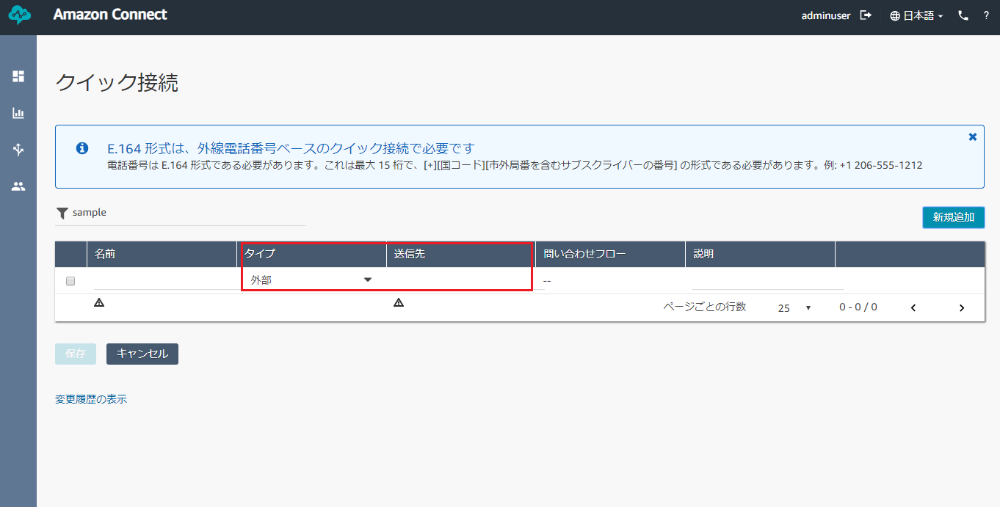 Amazon Connect
adminuser 日本語 ?
クイック接続
E.164 形式は、外線電話番号ベースのクイック接続で必要です
電話番号は E.164 形式である必要があります。これは最大 15 桁で、[+][国コード][市外局番を含むサブスクライバーの番号] の形式である必要があります。例: +1 206-555-1212
sample
新規追加
名前 タイプ 送信先 問い合わせフロー 説明
外部 --
ページごとの行数 25 0 - 0 / 0
保存 キャンセル
変更履歴の表示